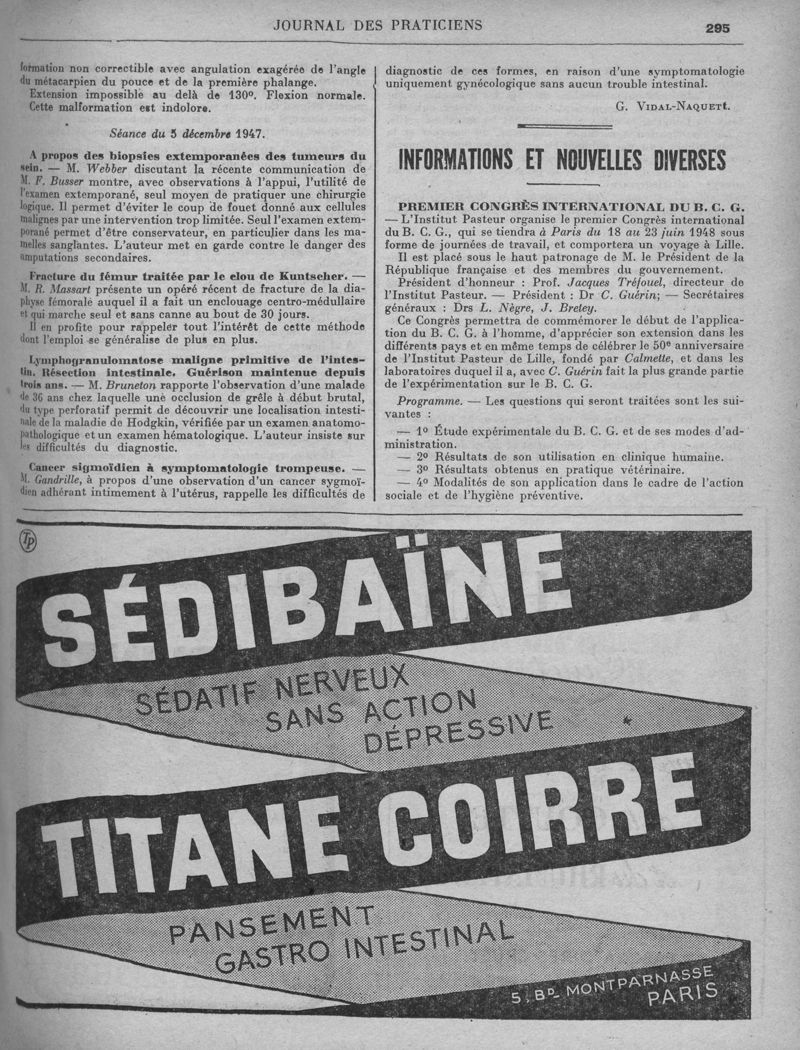 JOURNAL DES PRATICIENS
295
formation non correctible avec angulation exagérée de l'angle
du métacarpien du pouce et de la première phalange.
Extension impossible au delà de 130º. Flexion normale.
Cette malformation est indolore.
Séance du 5 décembre 1947.
A propos des biopsies extemporanées des tumeurs du
sein. — M. Webber discutant la récente communication de
M. F. Busser montre, avec observations à l'appui, l'utilité de
l'examen extemporané, seul moyen de pratiquer une chirurgie
logique. Il permet d'éviter le coup de fouet donné aux cellules
malignes par une intervention trop limitée. Seul l'examen extem-
porané permet d'être conservateur, en particulier dans les ma-
melles sanglantes. L'auteur met en garde contre le danger des
amputations secondaires.
Fracture du fémur traitée par le clou de Kuntscher. —
M. R. Massart présente un opéré récent de fracture de la dia-
physe fémorale auquel il a fait un enclouage centro-médullaire
et qui marche seul et sans canne au bout de 30 jours.
Il en profite pour rappeler tout l'intérêt de cette méthode
dont l'emploi se généralise de plus en plus.
Lymphogranulomatose maligne primitive de l'intes-
tin. Résection intestinale. Guérison maintenue depuis
trois ans. — M. Bruneton rapporte l'observation d'une malade
de 36 ans chez laquelle une occlusion de grêle à début brutal,
du type perforatif permit de découvrir une localisation intesti-
nale de la maladie de Hodgkin, vérifiée par un examen anatomo-
pathologique et un examen hématologique. L'auteur insiste sur
les difficultés du diagnostic.
Cancer sigmoïdien à symptomatologie trompeuse. —
M. Gandrille, à propos d'une observation d'un cancer sygmoï-
dien adhérant intimement à l'utérus, rappelle les difficultés de
diagnostic de ces formes, en raison d'une symptomatologie
uniquement gynécologique sans aucun trouble intestinal.
G. VIDAL-NAQUET.
INFORMATIONS ET NOUVELLES DIVERSES
PREMIER CONGRÈS INTERNATIONAL DU B. C. G.
— L'Institut Pasteur organise le premier Congrès international
du B. C. G., qui se tiendra à Paris du 18 au 23 juin 1948 sous
forme de journées de travail, et comportera un voyage à Lille.
Il est placé sous le haut patronage de M. le Président de la
République française et des membres du gouvernement.
Président d'honneur : Prof. Jacques Tréfouel, directeur de
l'Institut Pasteur. — Président : Dr C. Guérin; — Secrétaires
généraux : Drs L. Nègre, J. Bretey.
Ce Congrès permettra de commémorer le début de l'applica-
tion du B. C. G. à l'homme, d'apprécier son extension dans les
différents pays et en même temps de célébrer le 50e anniversaire
de l'Institut Pasteur de Lille, fondé par Calmette, et dans les
laboratoires duquel il a, avec C. Guérin fait la plus grande partie
de l'expérimentation sur le B. C. G.
Programme. — Les questions qui seront traitées sont les sui-
vantes :
— 1º Étude expérimentale du B. C. G. et de ses modes d'ad-
ministration.
— 2º Résultats de son utilisation en clinique humaine.
— 3º Résultats obtenus en pratique vétérinaire.
— 4º Modalités de son application dans le cadre de l'action
sociale et de l'hygiène préventive.
TP
SÉDIBAÏNE
SÉDATIF NERVEUX
SANS ACTION
DÉPRESSIVE
TITANE COIRRE
PANSEMENT
GASTRO INTESTINAL
5, BD. MONTPARNASSE
PARIS